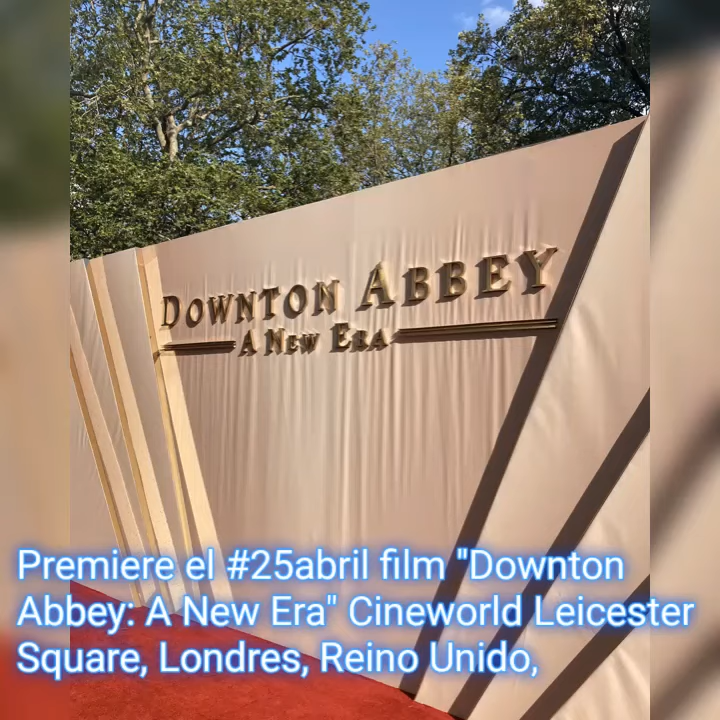 DOWNTON ABBEY
A NEW ERA
Premiere el #25abril film "Downton
Abbey: A New Era" Cineworld Leicester
Square, Londres, Reino Unido,